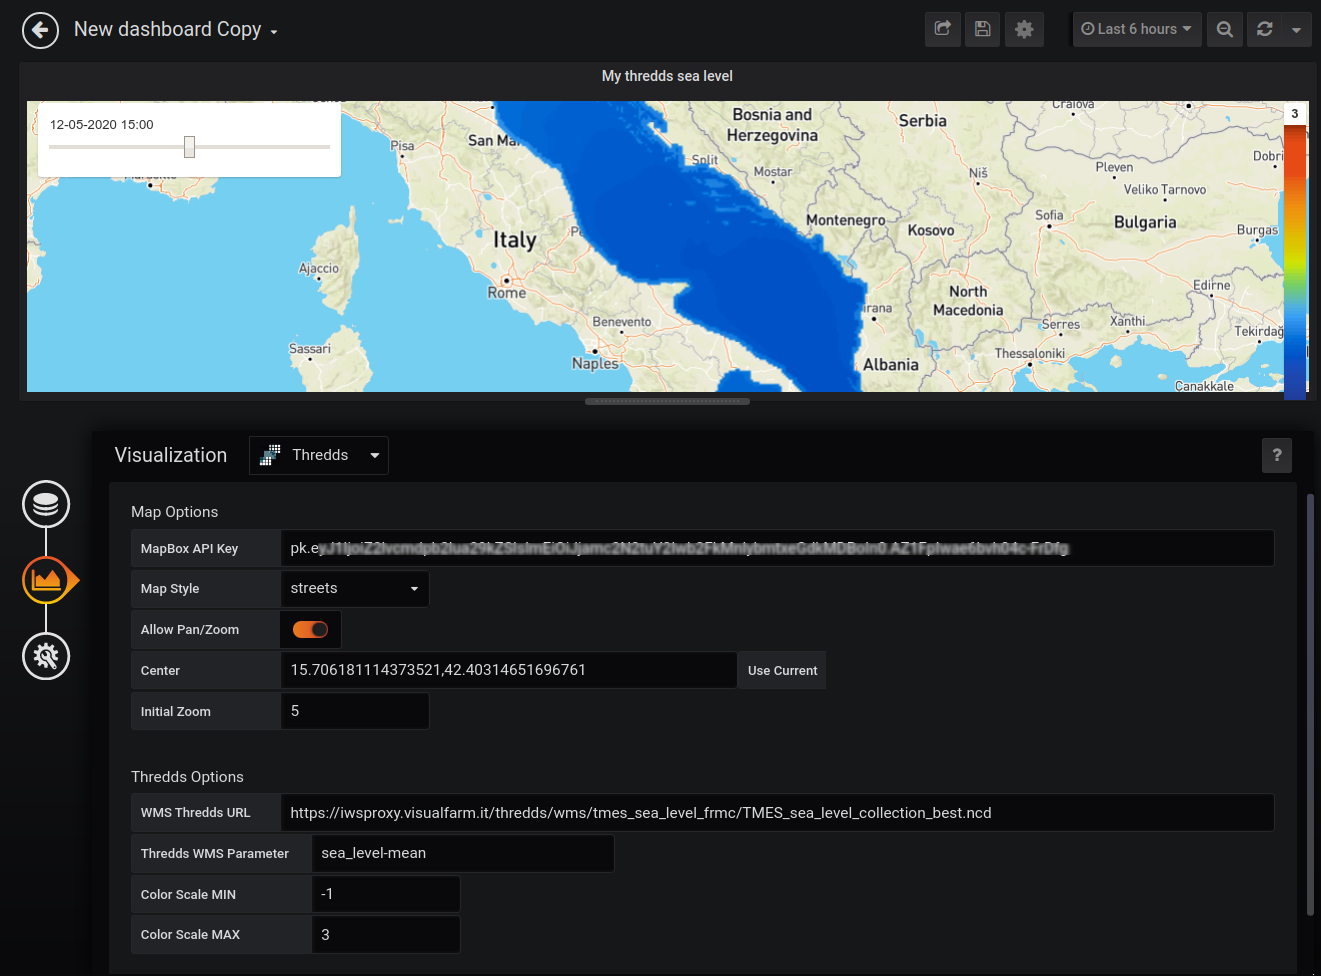 New dashboard Copy
Last 6 hours
My thredds sea level
12-05-2020 15:00
3
Craiova
Bosnia and
Herzegovina
Serbia
Pisa
San Ma
Split
Dobri
Mostar
Niš
Pleven
Veliko Tarnovo
Montenegro
Sofia
Bulgaria
Kosovo
Burgas
Italy
Pe
Ajaccio
Rome
North
Macedonia
Edirne
irana
Benevento
Serres
Xanthi
Tekirdağ
Sassari
Naples
Albania
Thessaloniki
Çanakkale
Visualization
Thredds
?
Map Options
MapBox API Key
pk.e
Map Style
streets
Allow Pan/Zoom
Center
15.706181114373521,42.40314651696761
Use Current
Initial Zoom
5
Thredds Options
WMS Thredds URL
https://iwsproxy.visualfarm.it/thredds/wms/tmes_sea_level_frmc/TMES_sea_level_collection_best.ncd
Thredds WMS Parameter
sea_level-mean
Color Scale MIN
-1
Color Scale MAX
3